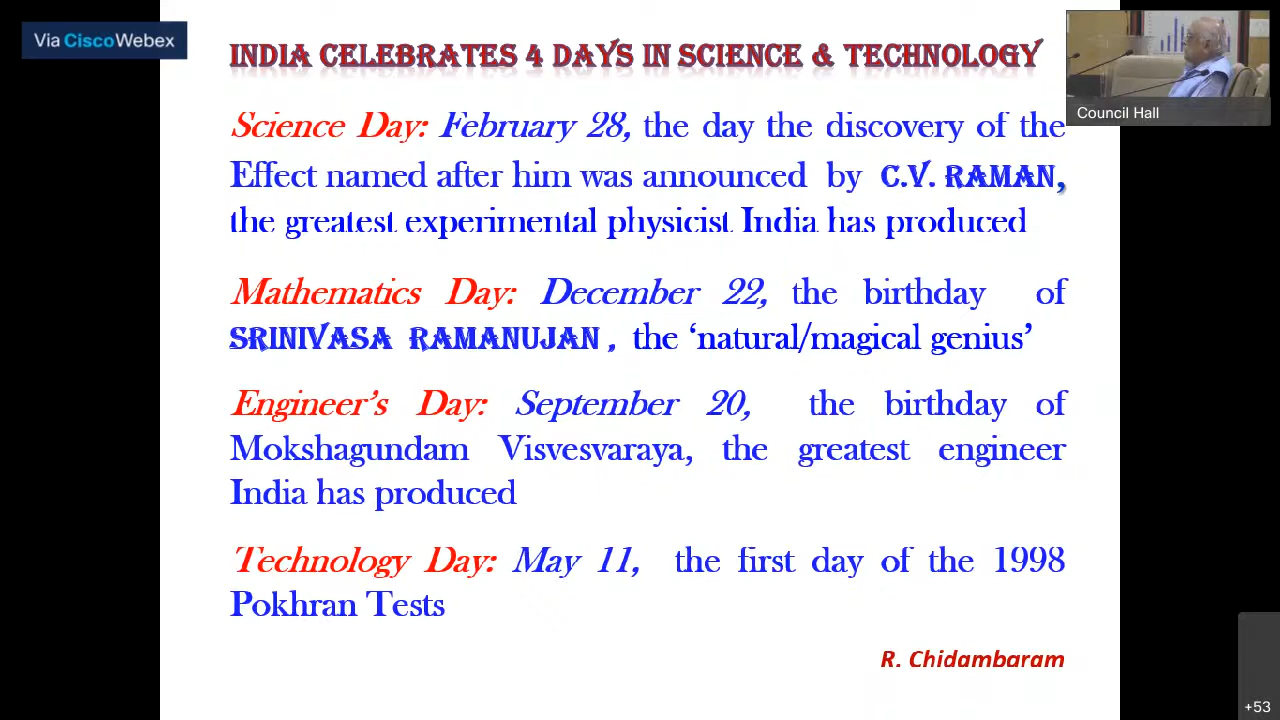 Via CiscoWebex
INDIA CELEBRATES 4 DAYS IN SCIENCE & TECHNOLOGY
Council Hall
Science Day: February 28, the day the discovery of the
Effect named after him was announced by C.V. RAMAN,
the greatest experimental physicist India has produced
Mathematics Day: December 22, the birthday of
SRINIVASA RAMANUJAN , the ‘natural/magical genius’
Engineer’s Day: September 20, the birthday of
Mokshagundam Visvesvaraya, the greatest engineer
India has produced
Technology Day: May 11, the first day of the 1998
Pokhran Tests
R. Chidambaram
+53